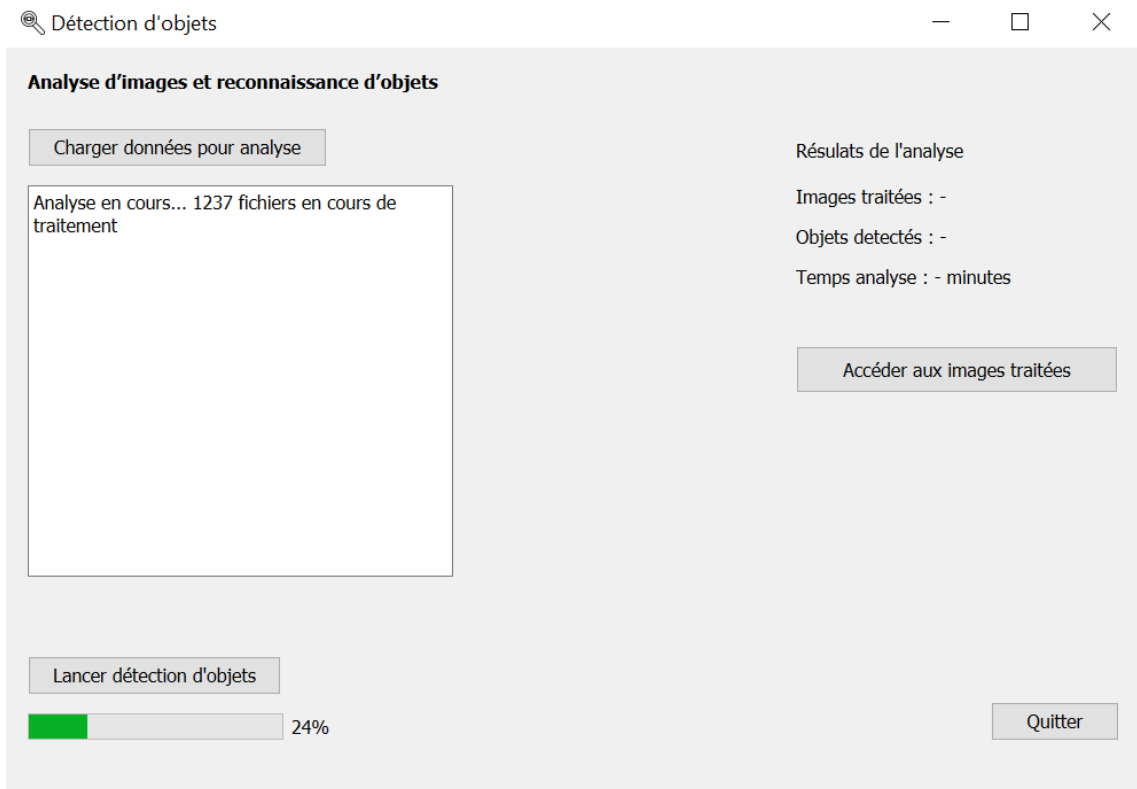 Détection d'objets
Analyse d’images et reconnaissance d’objets
Charger données pour analyse
Analyse en cours... 1237 fichiers en cours de
traitement
Résulats de l'analyse
Images traitées : -
Objets detectés : -
Temps analyse : - minutes
Accéder aux images traitées
Lancer détection d'objets
24%
Quitter